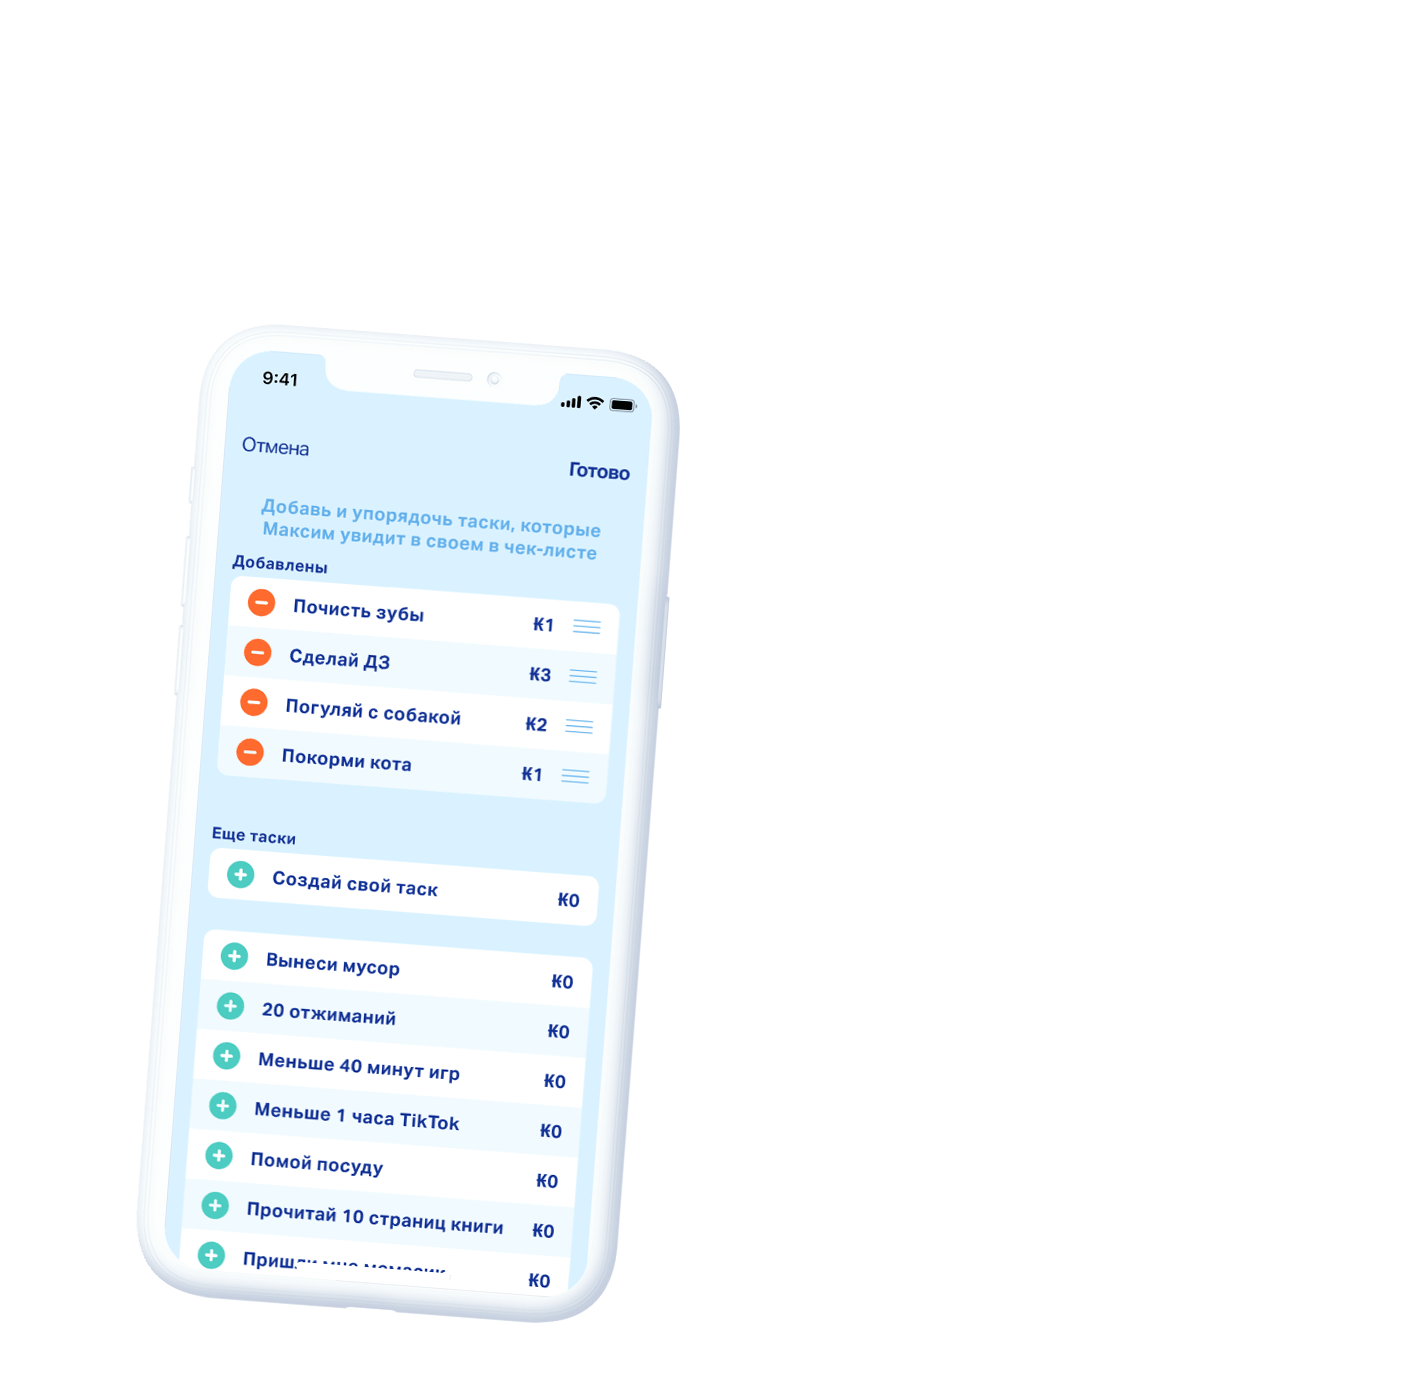 9:41
Отмена
Готово
Добавь и упорядочь таски, которые
Максим увидит в своем в чек-листе
Добавлены
Почисть зубы ₭1
Сделай ДЗ ₭3
Погуляй с собакой ₭2
Покорми кота ₭1
Еще таски
Создай свой таск ₭0
Вынеси мусор ₭0
20 отжиманий ₭0
Меньше 40 минут игр ₭0
Меньше 1 часа TikTok ₭0
Помой посуду ₭0
Прочитай 10 страниц книги ₭0
₭0